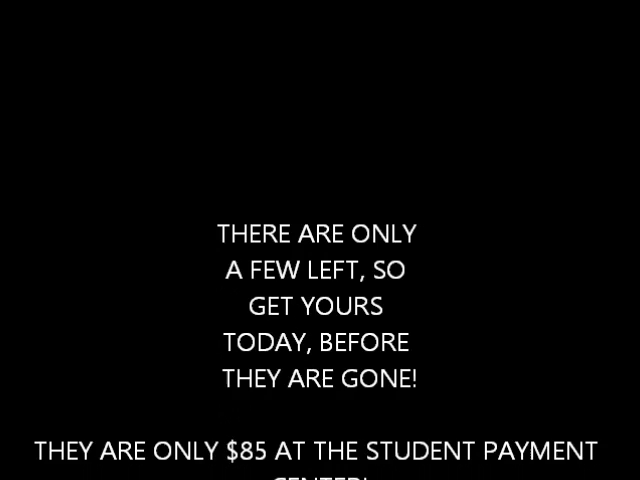 THERE ARE ONLY
A FEW LEFT, SO
GET YOURS
TODAY, BEFORE
THEY ARE GONE!
THEY ARE ONLY $85 AT THE STUDENT PAYMENT
CENTER!